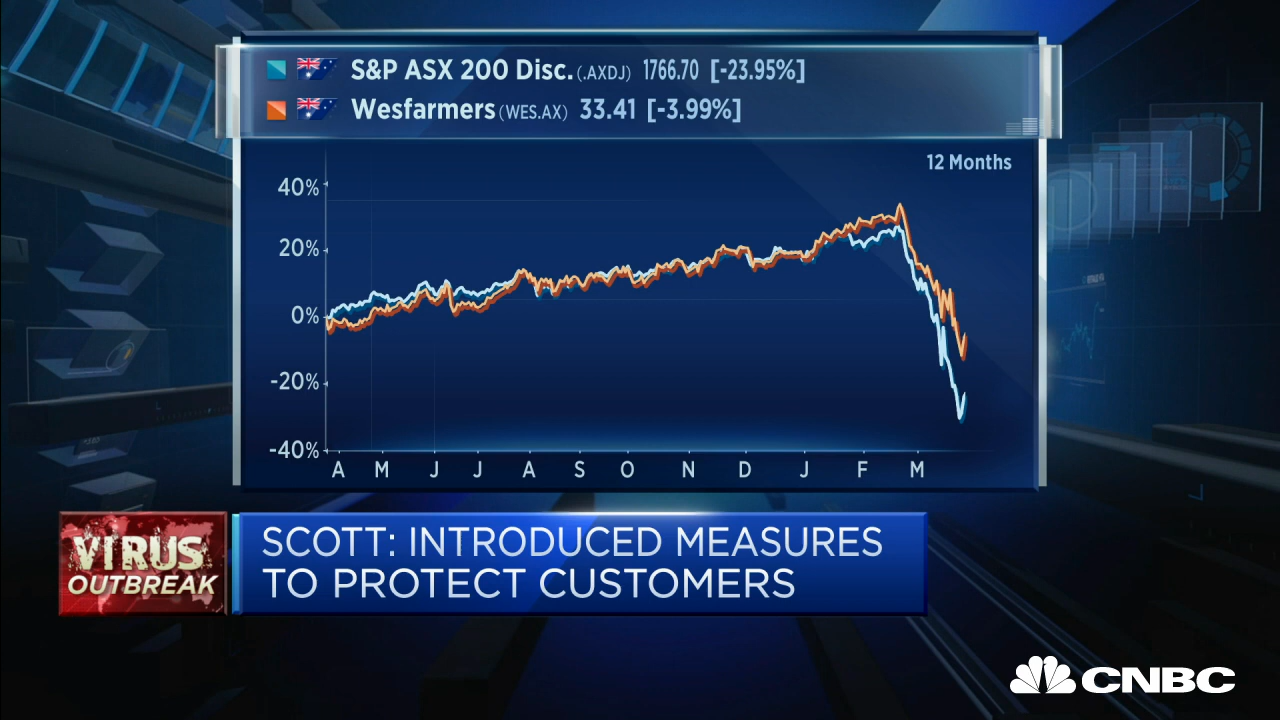 S&P ASX 200 Disc. (.AXDJ) 1766.70 [-23.95%]
Wesfarmers (WES.AX) 33.41 [-3.99%]
12 Months
40%
20%
0%
-20%
-40%
A M J J A S O N D J F M
VIRUS
OUTBREAK
SCOTT: INTRODUCED MEASURES
TO PROTECT CUSTOMERS
CNBC